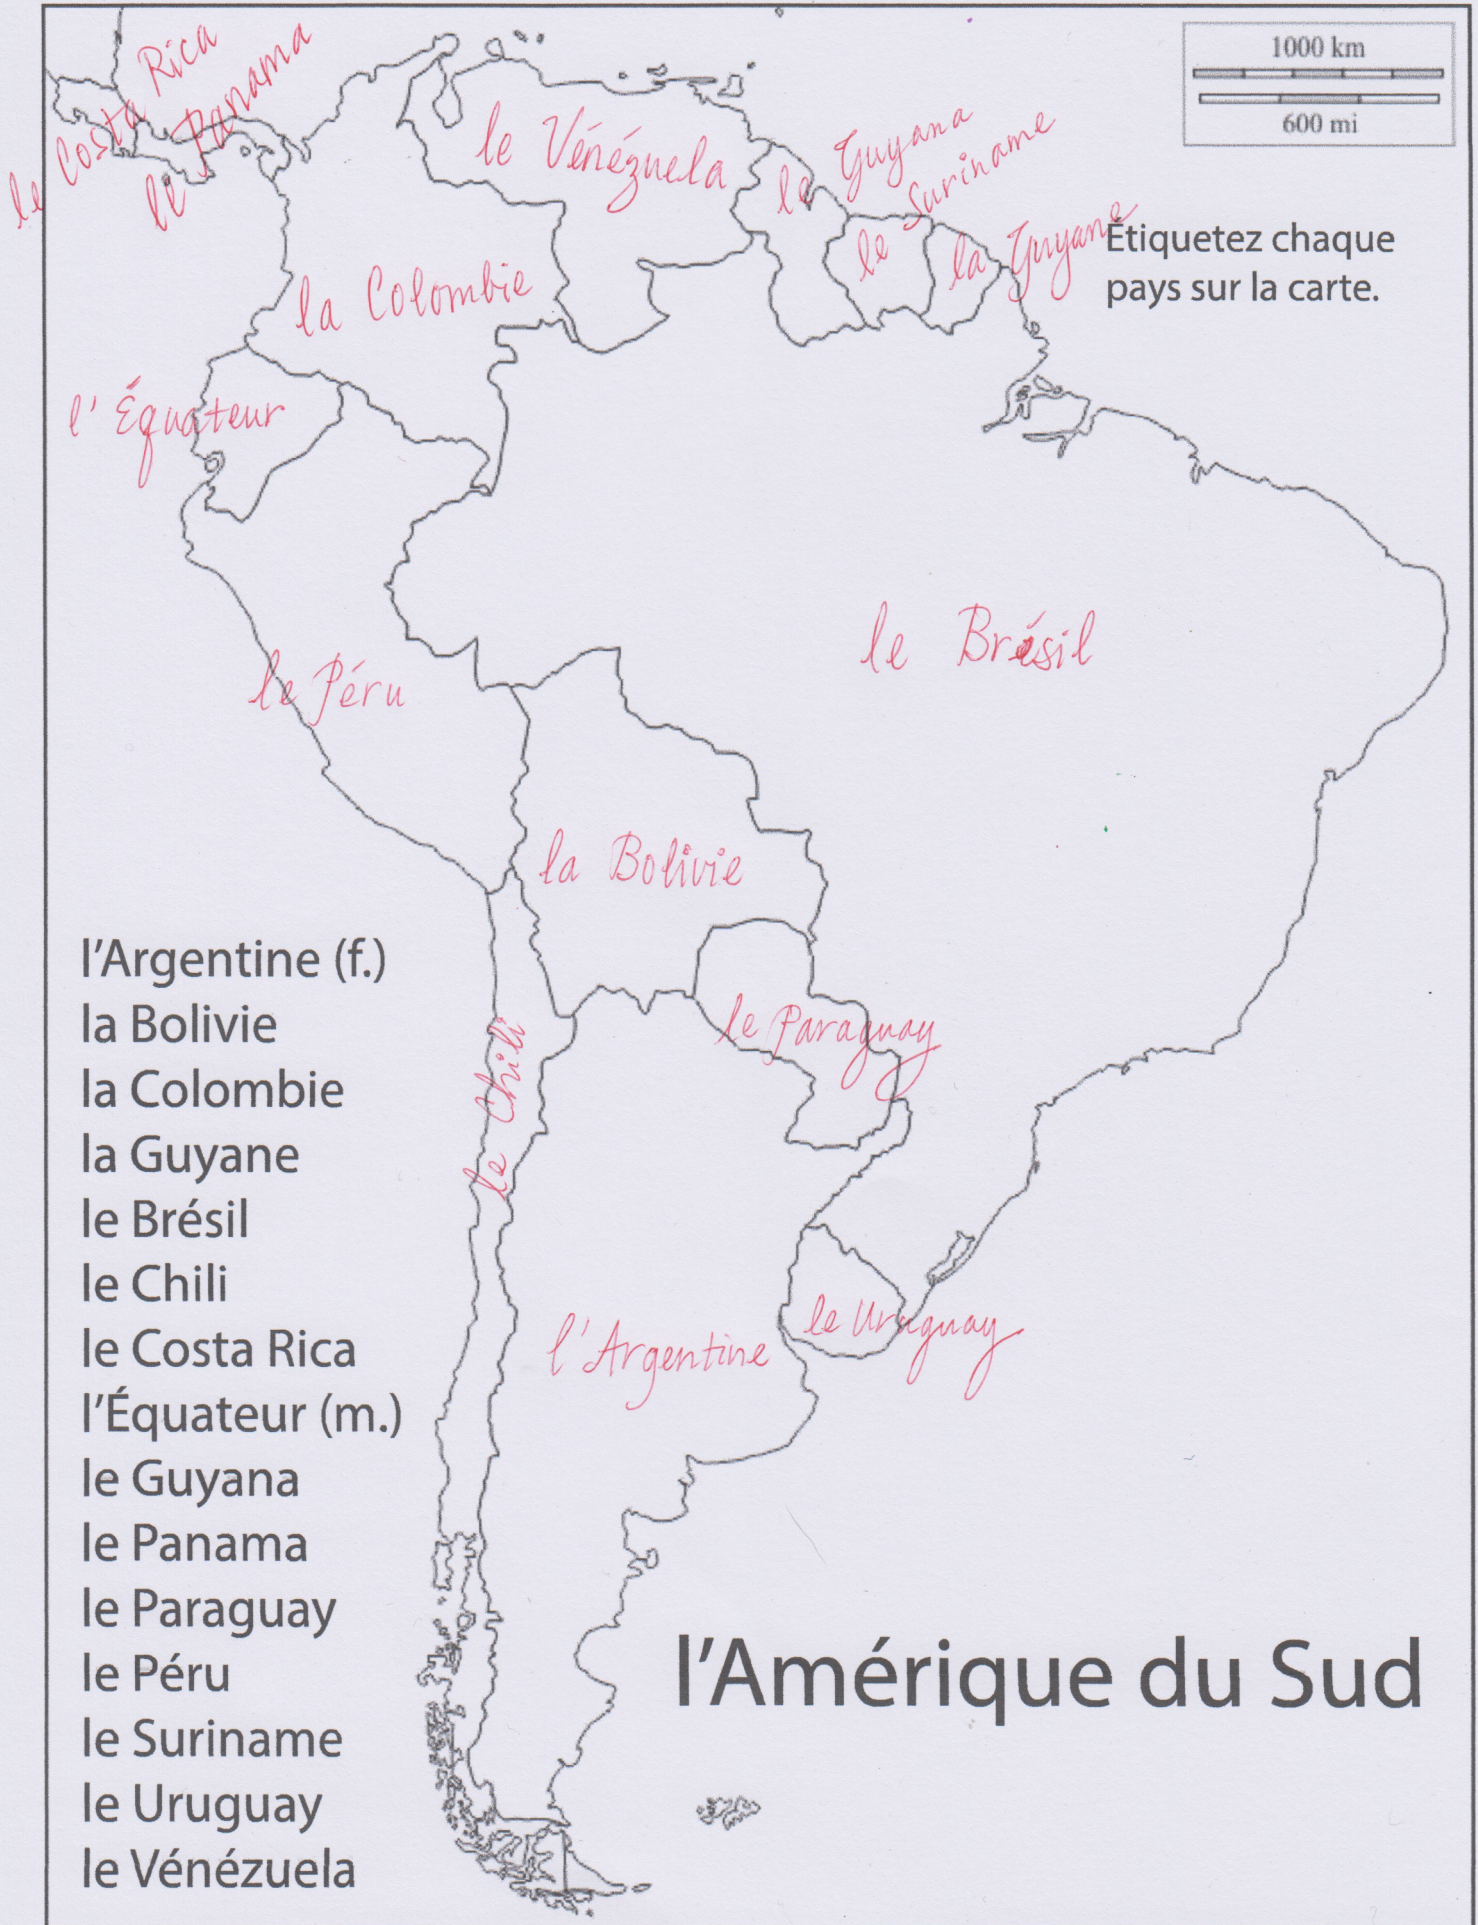 le Costa Rica
le Panama
1000 km
600 mi
le Vénézuela
le Guyana
le Suriname
la Guyane
Étiquetez chaque
pays sur la carte.
la Colombie
l'Équateur
le Brésil
le Péru
la Bolivie
le Paraguay
le Chili
le Uruguay
l'Argentine
l'Argentine (f.)
la Bolivie
la Colombie
la Guyane
le Brésil
le Chili
le Costa Rica
l'Équateur (m.)
le Guyana
le Panama
le Paraguay
le Péru
le Suriname
le Uruguay
le Vénézuela
l'Amérique du Sud